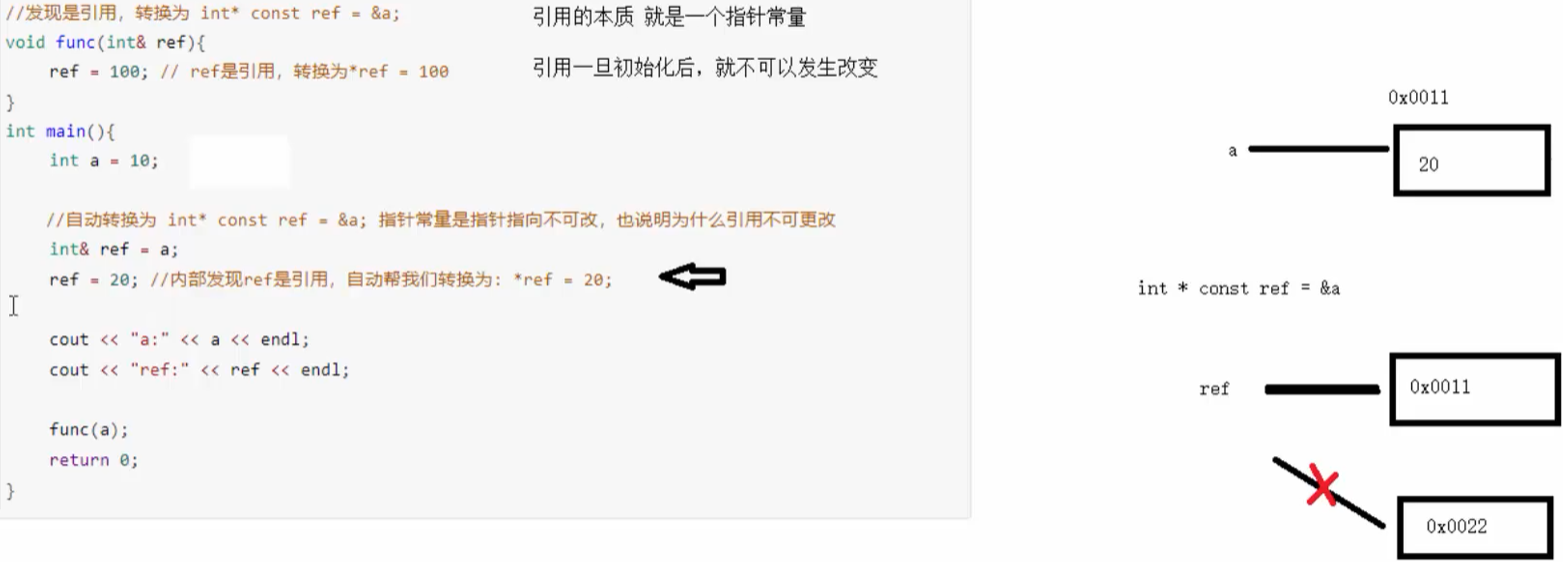 //发现是引用，转换为 int* const ref = &a;
void func(int& ref){
    ref = 100; // ref是引用，转换为*ref = 100
}
int main(){
    int a = 10;
    //自动转换为 int* const ref = &a; 指针常量是指针指向不可改，也说明为什么引用不可更改
    int& ref = a;
    ref = 20; //内部发现ref是引用，自动帮我们转换为: *ref = 20;
    cout << "a:" << a << endl;
    cout << "ref:" << ref << endl;
    func(a);
    return 0;
}
引用的本质 就是一个指针常量
引用一旦初始化后，就不可以发生改变
0x0011
a
20
int * const ref = &a
ref
0x0011
0x0022